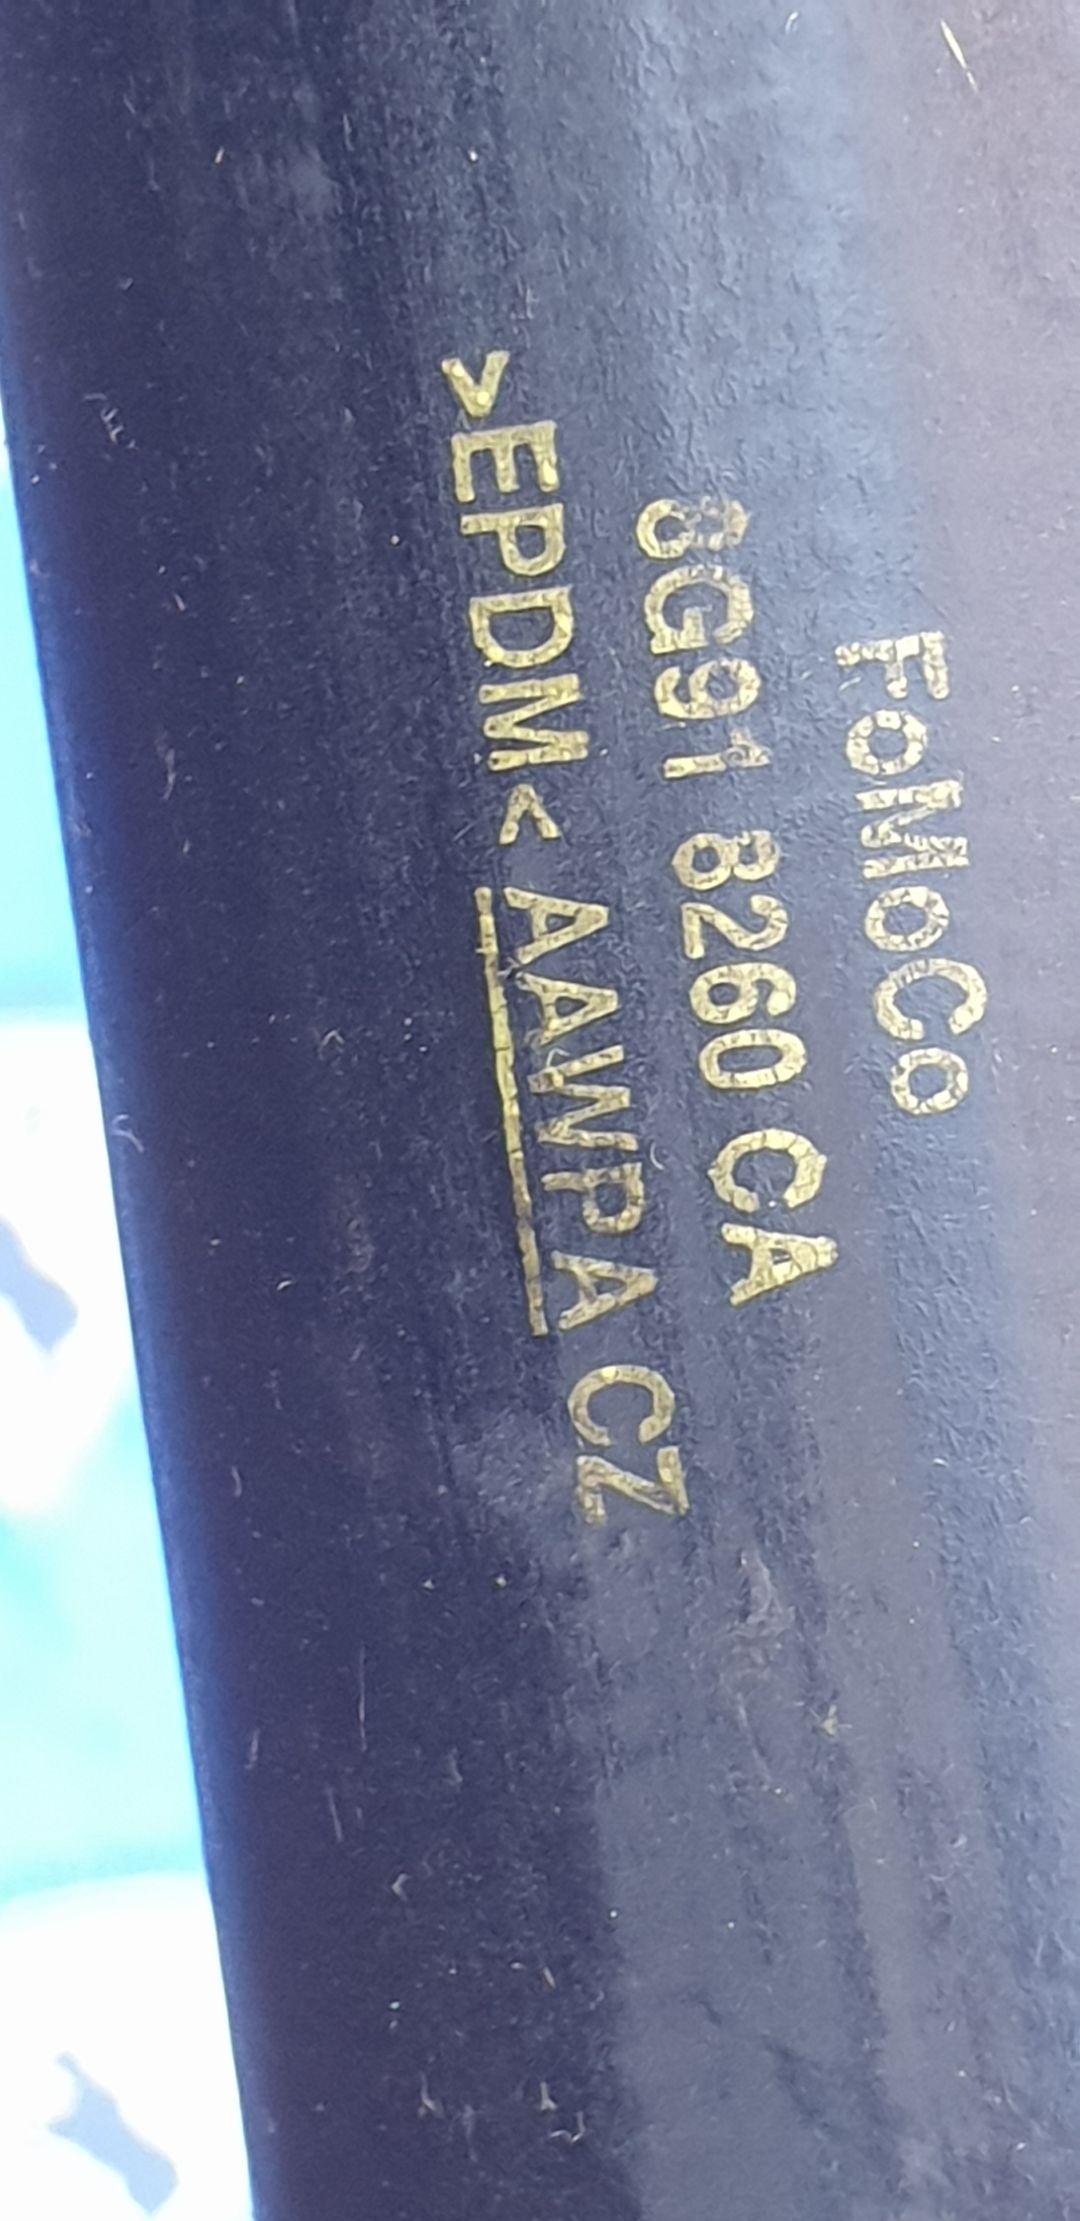 FoMoCo
8G91 8260 CA
>EPDM< AAWPA CZ